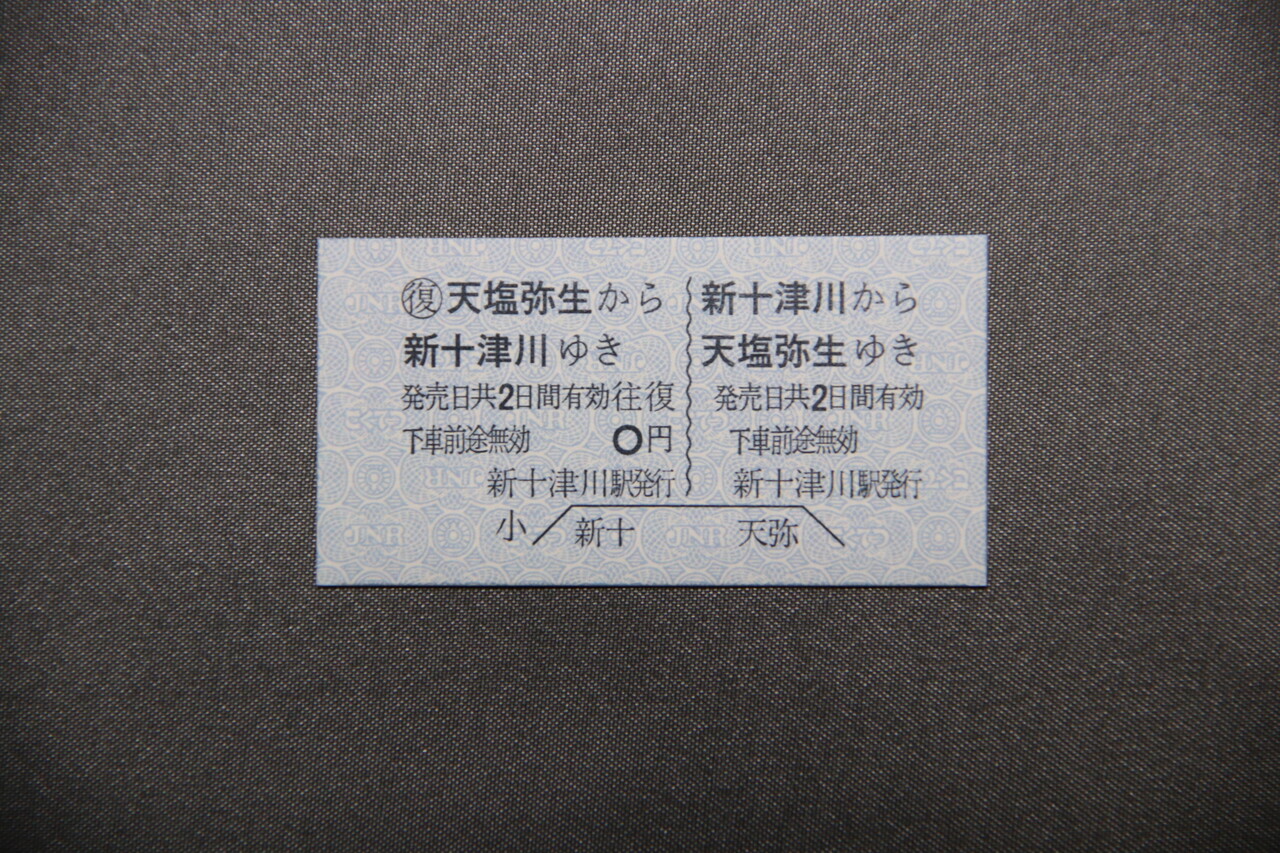 ㊝天塩弥生から
新十津川ゆき
発売日共2日間有効往復
下車前途無効 〇円
新十津川駅発行
新十津川から
天塩弥生ゆき
発売日共2日間有効
下車前途無効
新十津川駅発行
小 新十 天弥